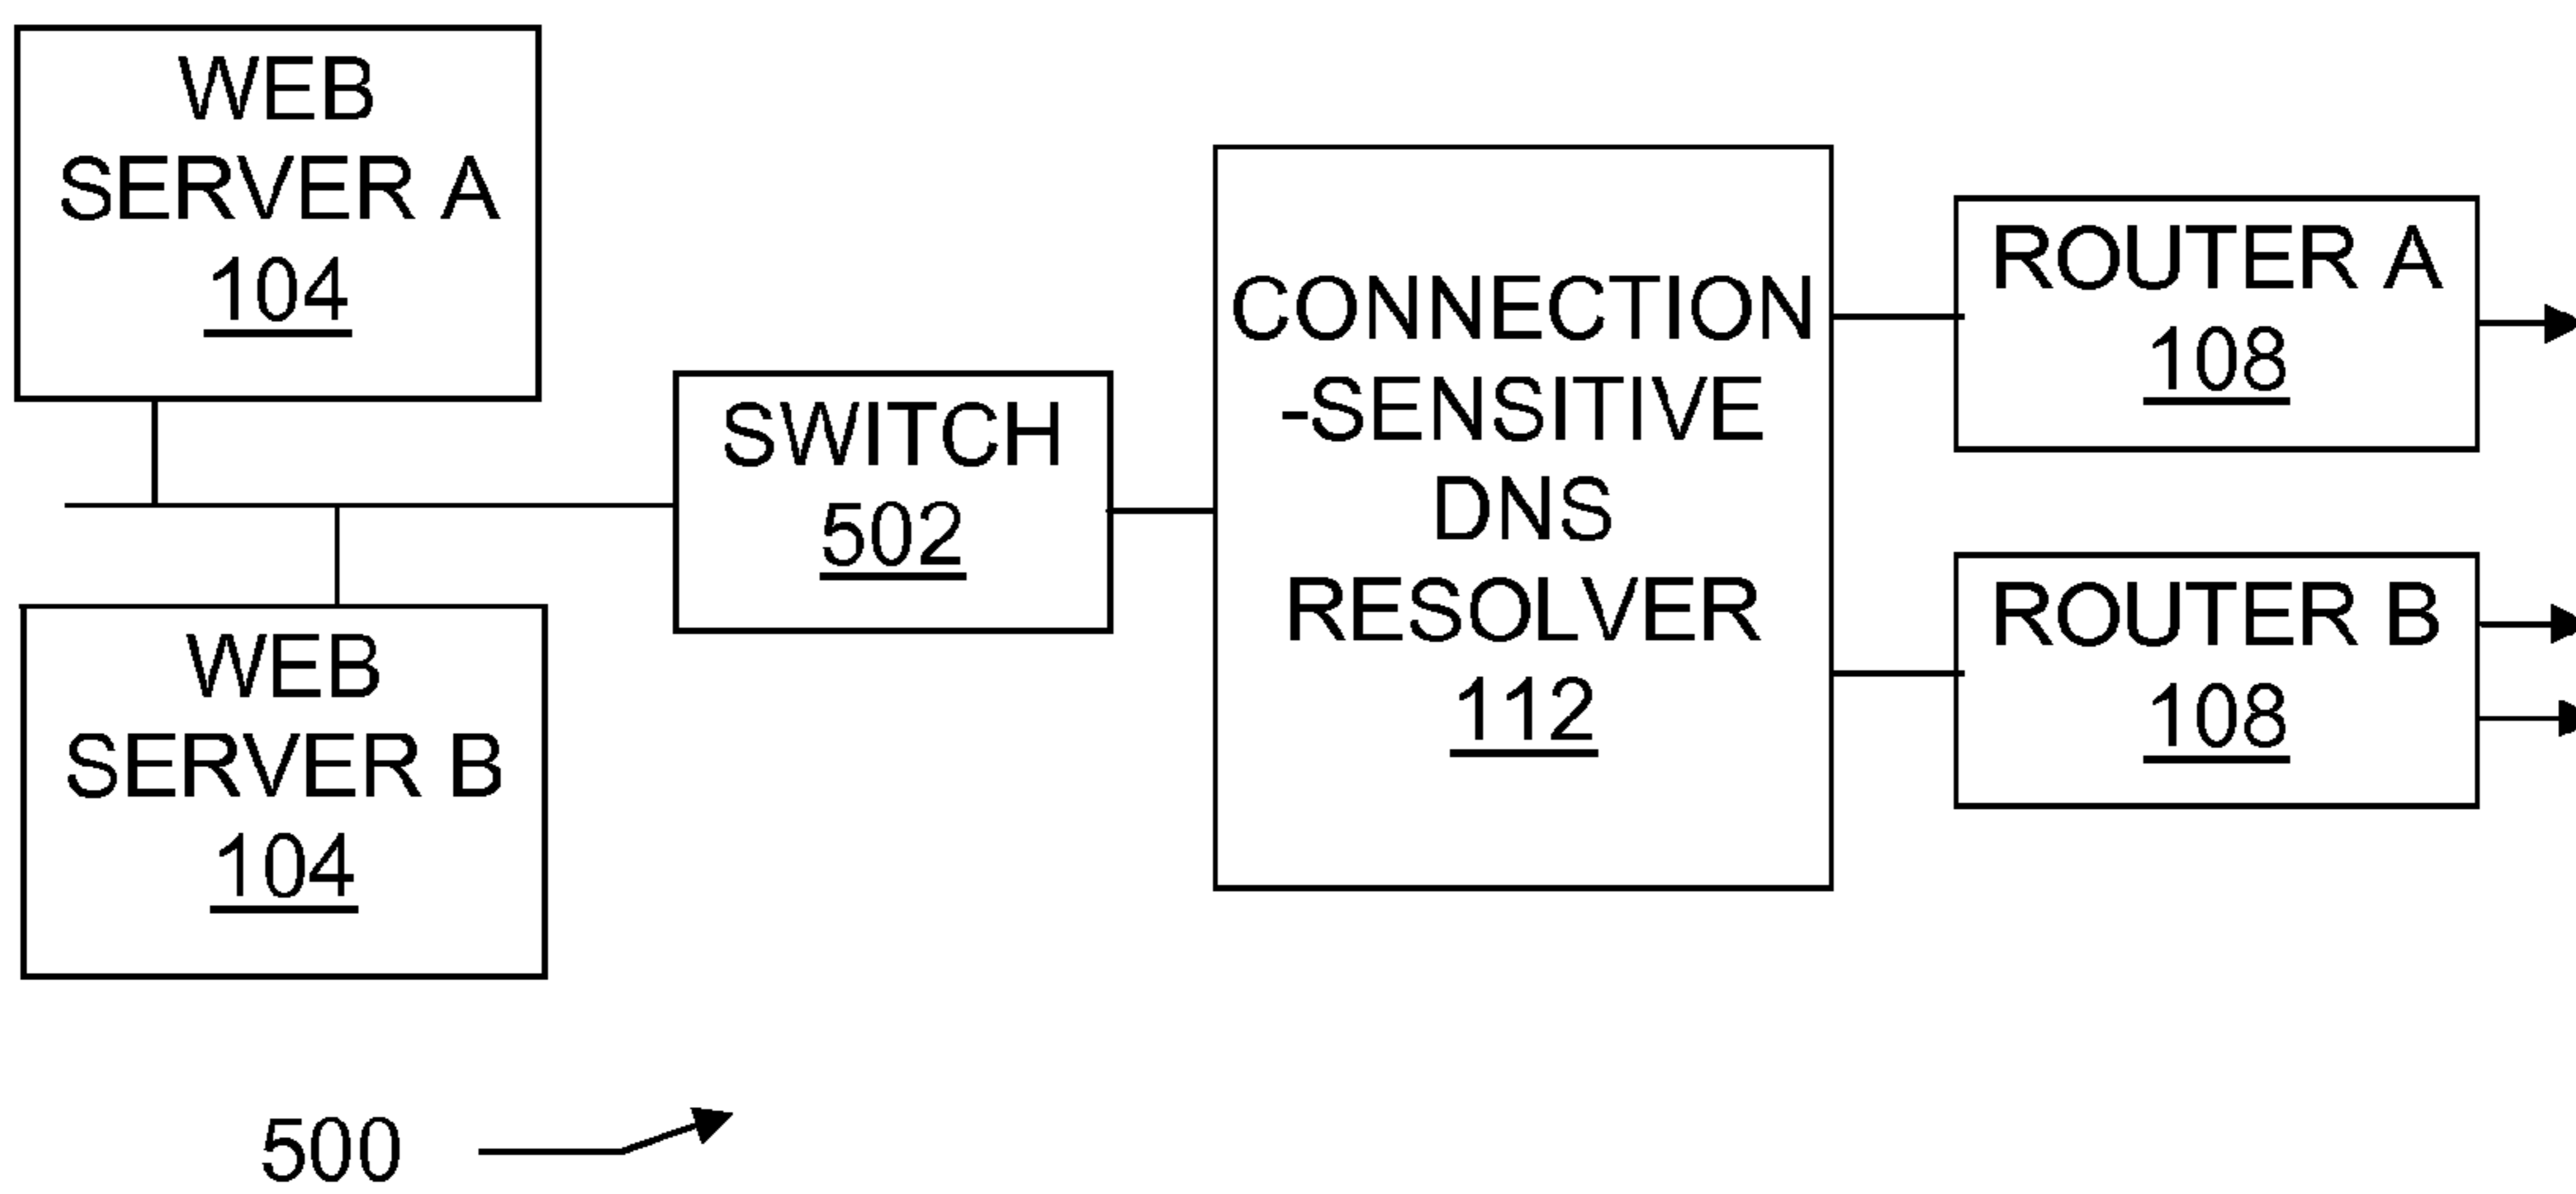 WEB
SERVER A
104
WEB
SERVER B
104
SWITCH
502
CONNECTION
-SENSITIVE
DNS
RESOLVER
112
ROUTER A
108
ROUTER B
108
500